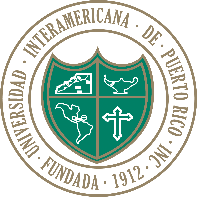 UNIVERSIDAD · INTERAMERICANA · DE · PUERTO RICO · INC ·
FUNDADA · 1912 ·